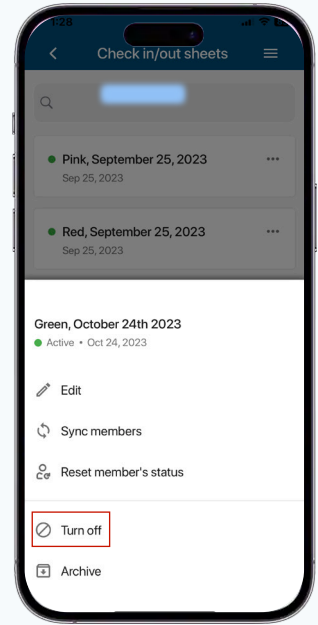 1:28
Check in/out sheets
Pink, September 25, 2023
Sep 25, 2023
Red, September 25, 2023
Sep 25, 2023
Green, October 24th 2023
Active • Oct 24, 2023
Edit
Sync members
Reset member's status
Turn off
Archive